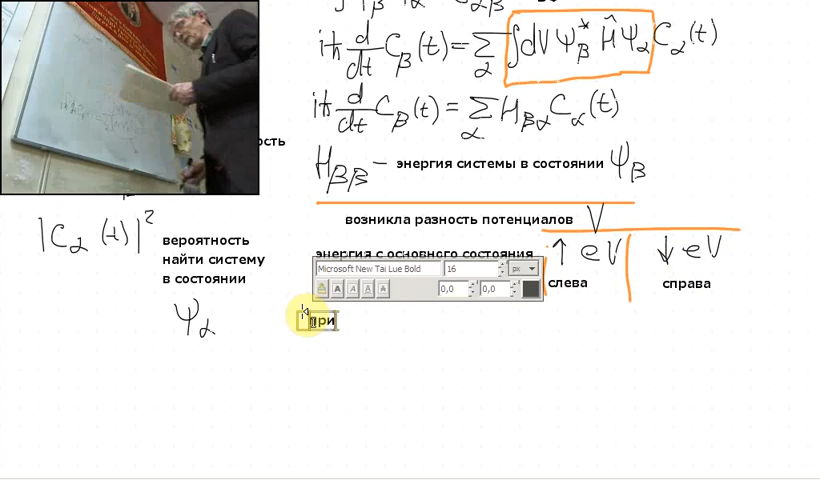 iħ d/dt C_β(t) = Σ_α ∫dV Ψ_β* Ĥ Ψ_α C_α(t)
iħ d/dt C_β(t) = Σ_α H_βα C_α(t)
H_ββ – энергия системы в состоянии Ψ_β
возникла разность потенциалов V
энергия с основного состояния ↑ eV ↓ eV
слева справа
|C_α(t)|²
вероятность
найти систему
в состоянии
Ψ_α
Microsoft New Tai Lue Bold 16 px
0,0 0,0
при